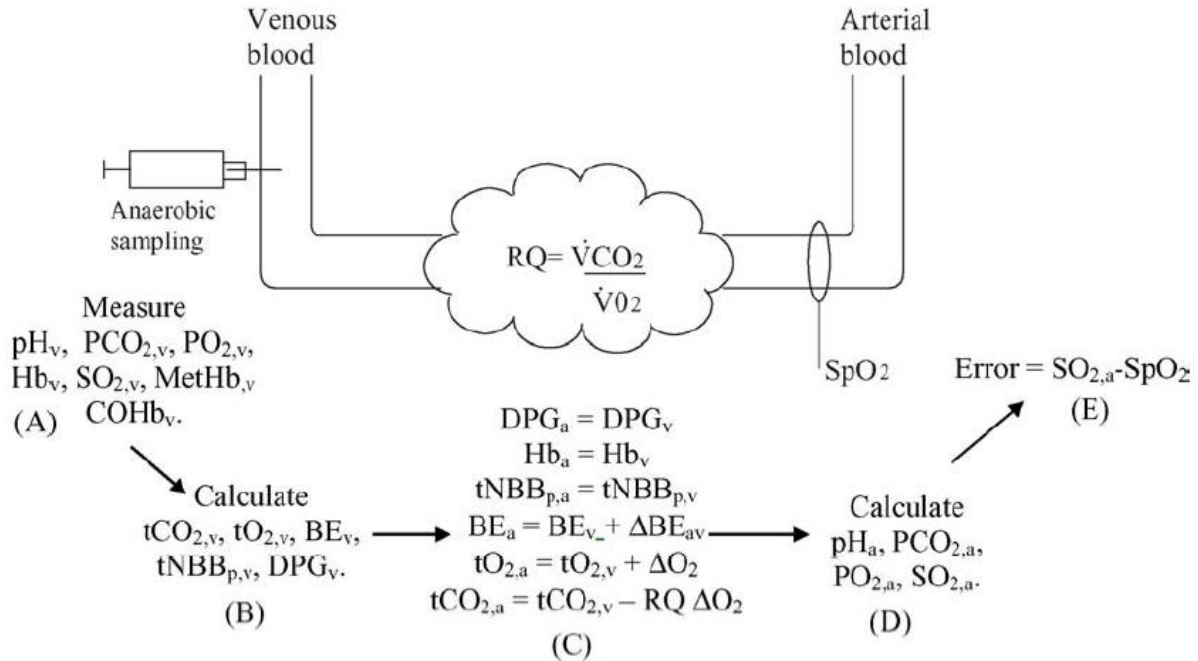 Venous
blood
Arterial
blood
Anaerobic
sampling
RQ= V̇CO₂
V̇0₂
SpO₂
Measure
pHᵥ, PCO₂,ᵥ, PO₂,ᵥ,
Hbᵥ, SO₂,ᵥ, MetHb,ᵥ
COHbᵥ.
(A)
Calculate
tCO₂,ᵥ, tO₂,ᵥ, BEᵥ,
tNBBₚ,ᵥ, DPGᵥ.
(B)
DPGₐ = DPGᵥ
Hbₐ = Hbᵥ
tNBBₚ,ₐ = tNBBₚ,ᵥ
BEₐ = BEᵥ + ΔBEₐᵥ
tO₂,ₐ = tO₂,ᵥ + ΔO₂
tCO₂,ₐ = tCO₂,ᵥ – RQ ΔO₂
(C)
Calculate
pHₐ, PCO₂,ₐ,
PO₂,ₐ, SO₂,ₐ.
(D)
Error = SO₂,ₐ-SpO₂
(E)